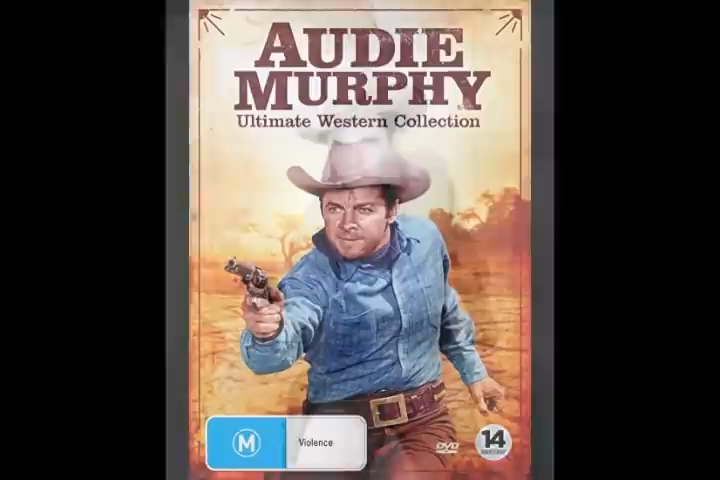 AUDIE
MURPHY
Ultimate Western Collection
M
Violence
DVD
14